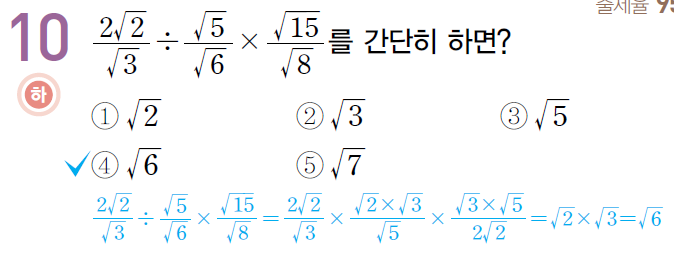 출제율 95
10 2√2/√3 ÷ √5/√6 × √15/√8 를 간단히 하면?
하
① √2 ② √3 ③ √5
④ √6 ⑤ √7
2√2/√3 ÷ √5/√6 × √15/√8 = 2√2/√3 × √2×√3/√5 × √3×√5/2√2 = √2×√3=√6